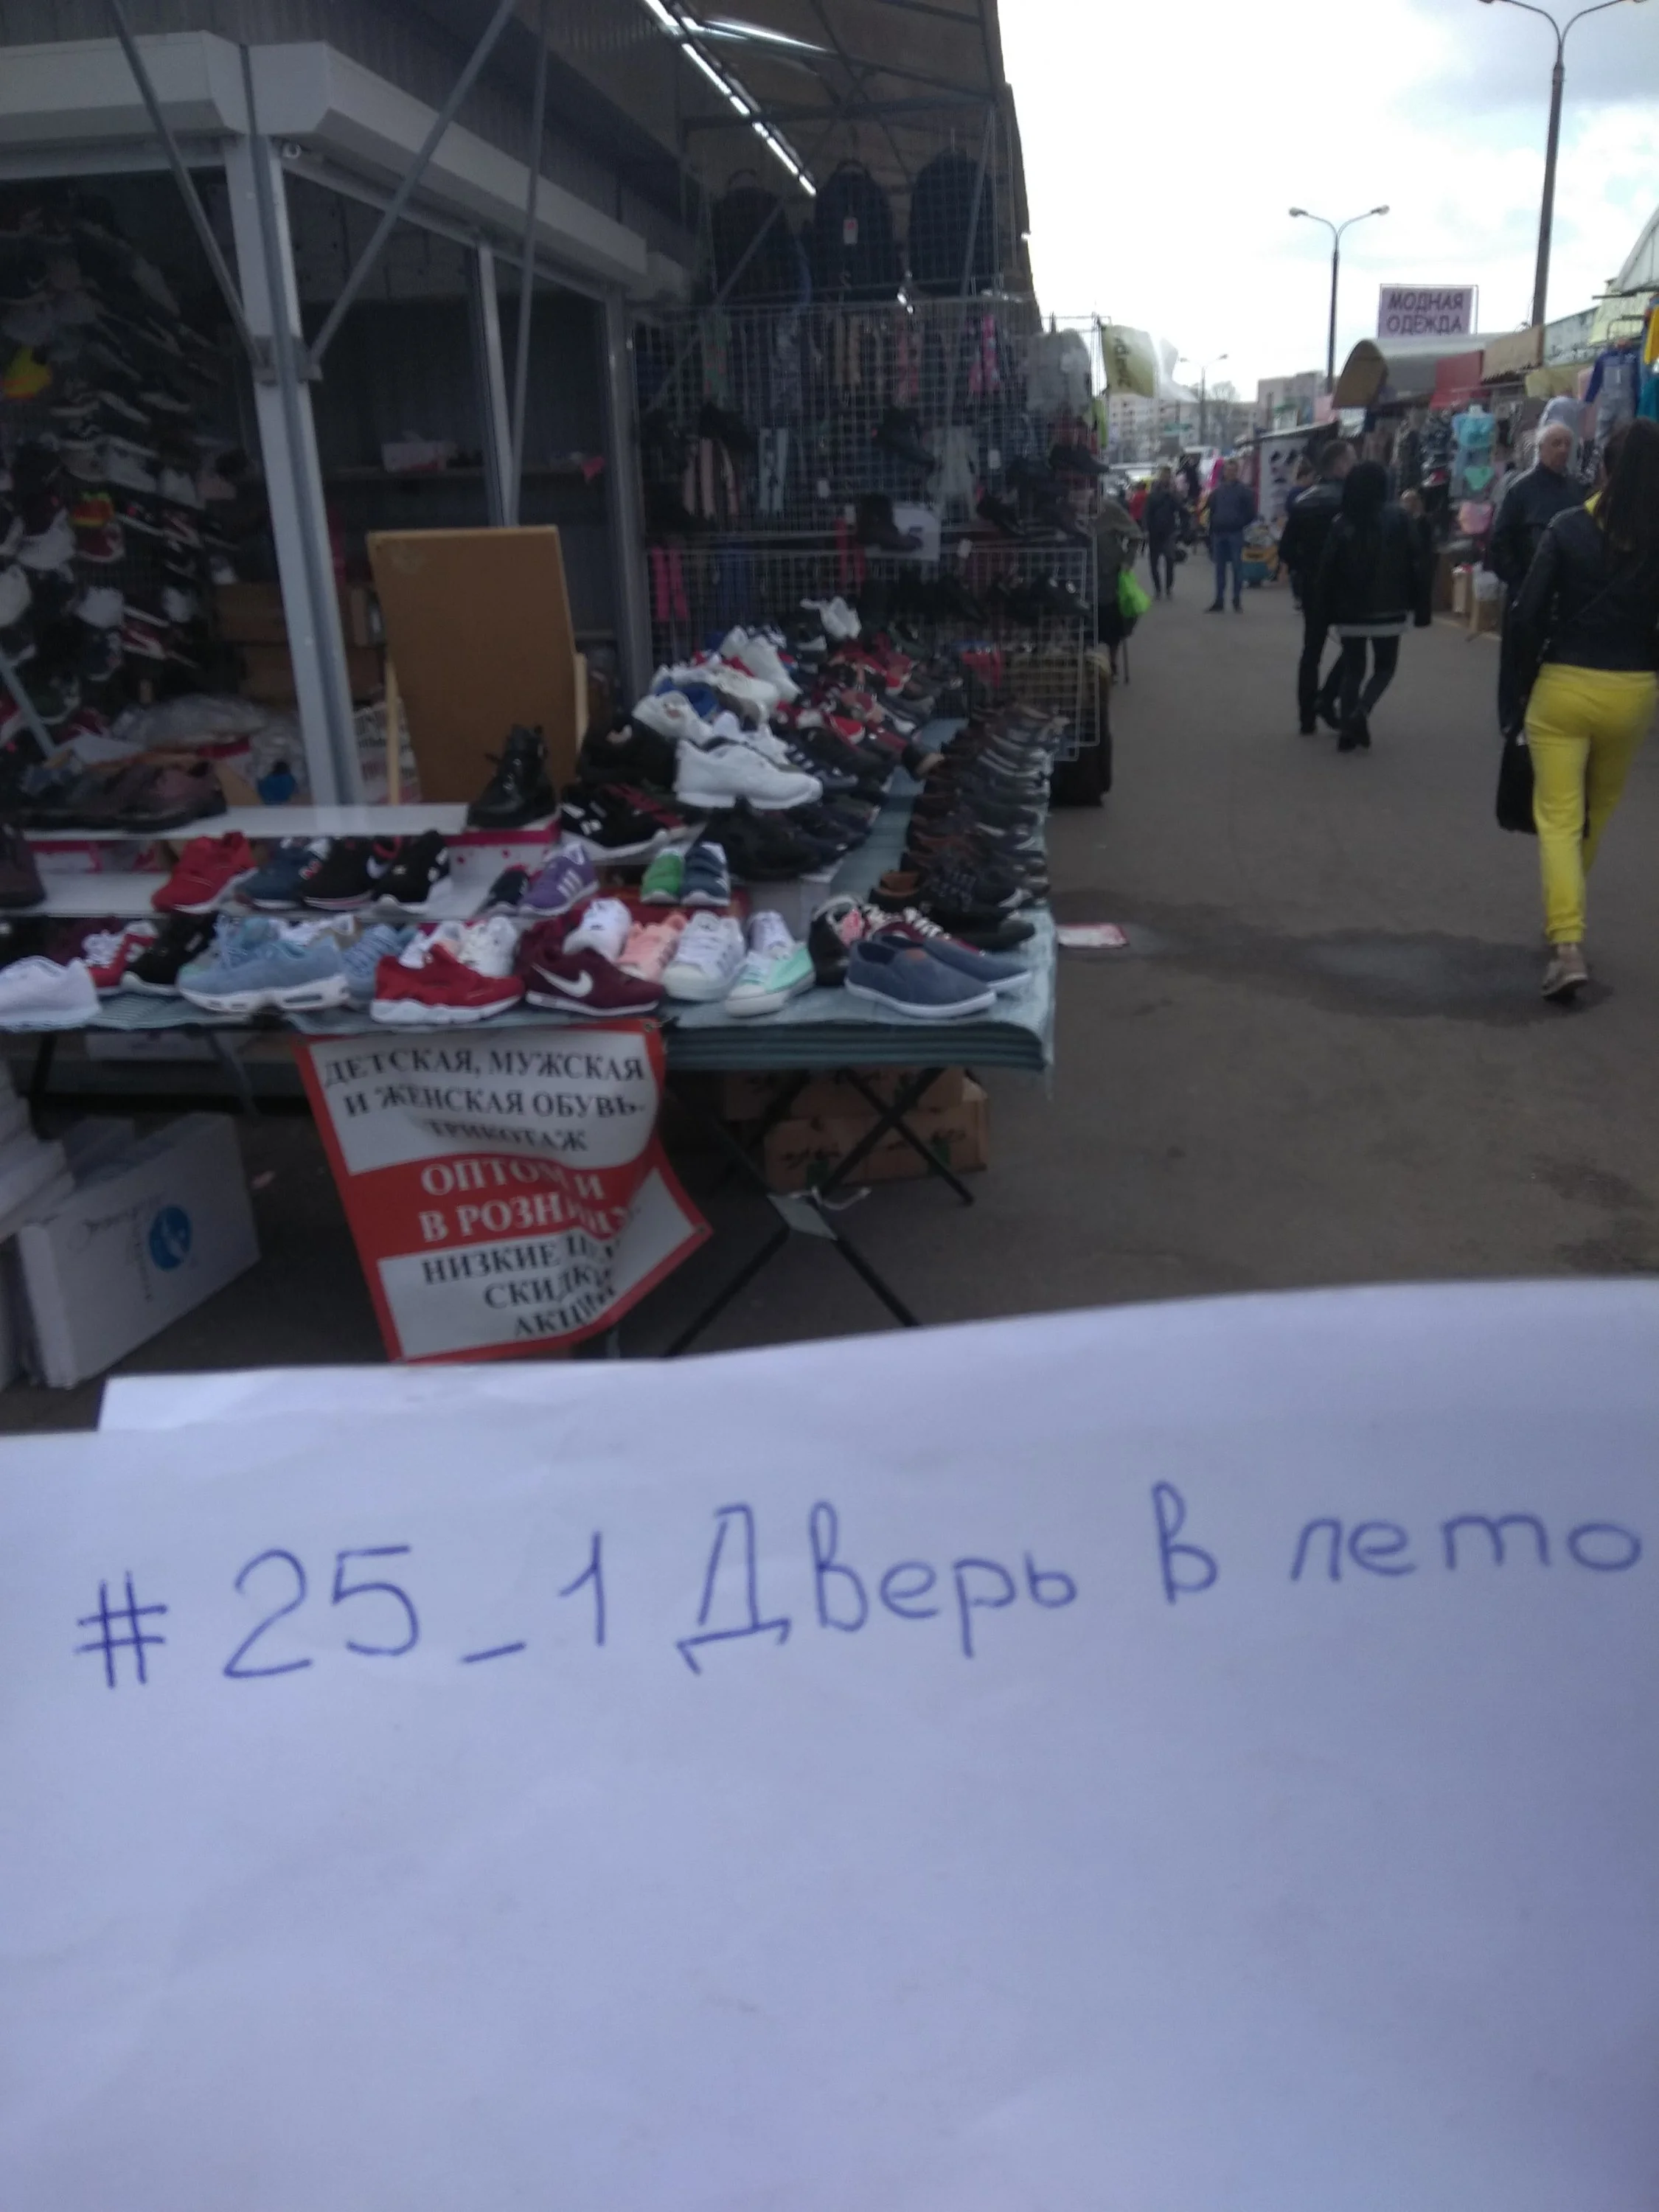 МОДНАЯ
ОДЕЖДА
ДЕТСКАЯ, МУЖСКАЯ
И ЖЕНСКАЯ ОБУВЬ-
ТРИКОТАЖ
ОПТОМ И
В РОЗНИЦУ
НИЗКИЕ
СКИДКИ
АКЦИИ
#25_1 Дверь в лето